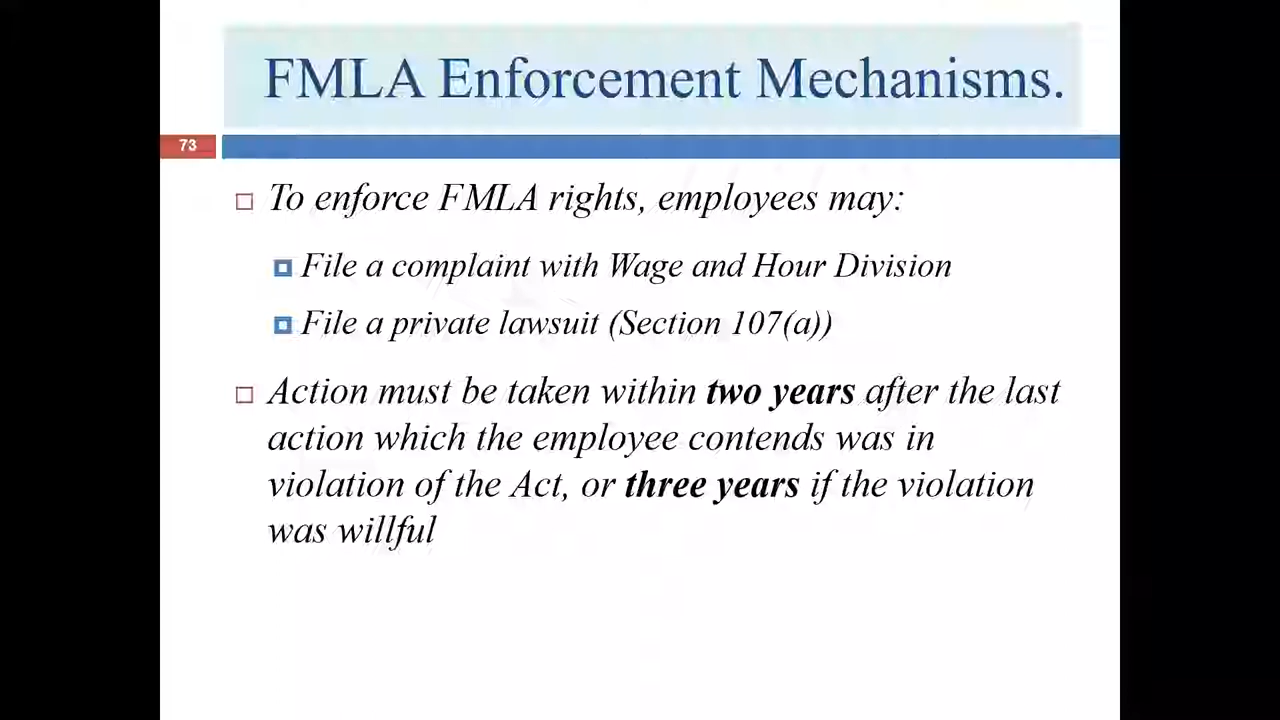 FMLA Enforcement Mechanisms.
73
To enforce FMLA rights, employees may:
File a complaint with Wage and Hour Division
File a private lawsuit (Section 107(a))
Action must be taken within two years after the last
action which the employee contends was in
violation of the Act, or three years if the violation
was willful